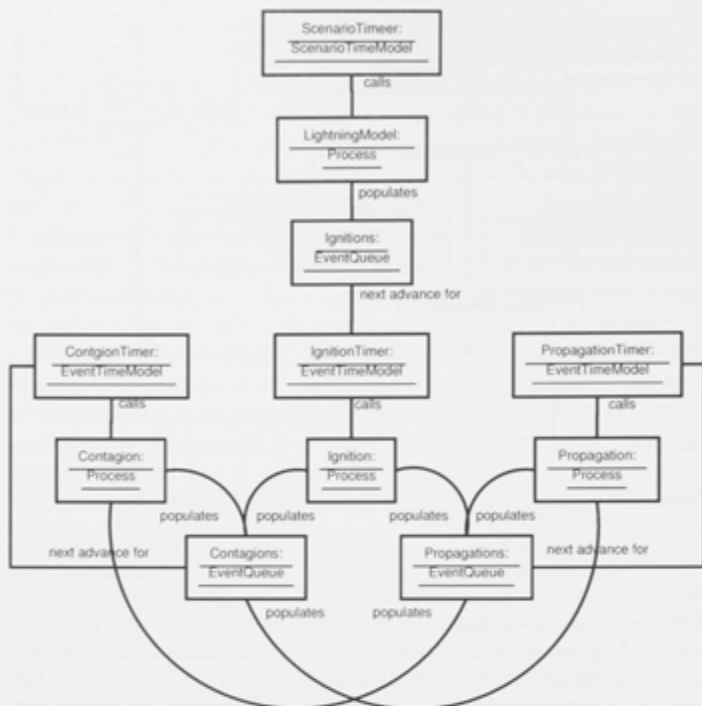 ScenarioTimeer:
ScenarioTimeModel
calls
LightningModel:
Process
populates
Ignitions:
EventQueue
next advance for
ContgionTimer:
EventTimeModel
IgnitionTimer:
EventTimeModel
PropagationTimer:
EventTimeModel
calls
calls
calls
Contagion:
Process
Ignition:
Process
Propagation:
Process
populates
populates
populates
populates
next advance for
Contagions:
EventQueue
Propagations:
EventQueue
next advance for
populates
populates